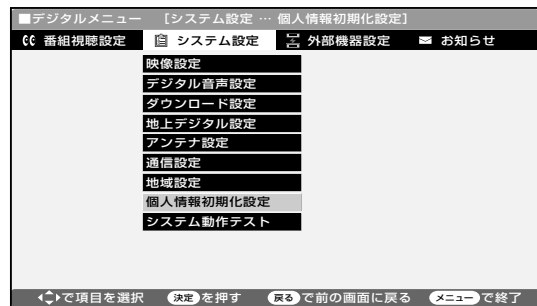 ■デジタルメニュー [システム設定 … 個人情報初期化設定]
番組視聴設定 システム設定 外部機器設定 お知らせ
映像設定
デジタル音声設定
ダウンロード設定
地上デジタル設定
アンテナ設定
通信設定
地域設定
個人情報初期化設定
システム動作テスト
で項目を選択 決定を押す 戻るで前の画面に戻る メニューで終了